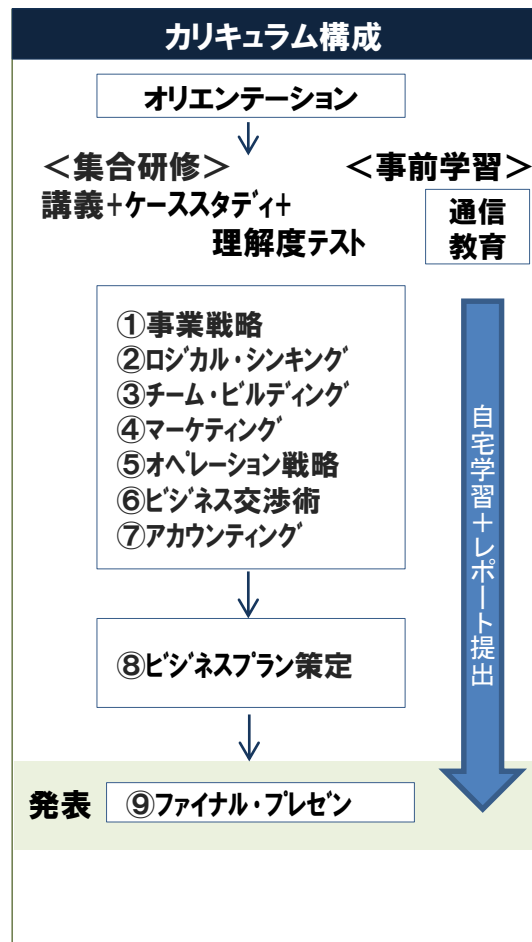 カリキュラム構成
オリエンテーション
＜集合研修＞
講義+ケーススタディ+
理解度テスト
＜事前学習＞
通信
教育
①事業戦略
②ロジカル・シンキング
③チーム・ビルディング
④マーケティング
⑤オペレーション戦略
⑥ビジネス交渉術
⑦アカウンティング
自宅学習＋レポート提出
⑧ビジネスプラン策定
発表
⑨ファイナル・プレゼン